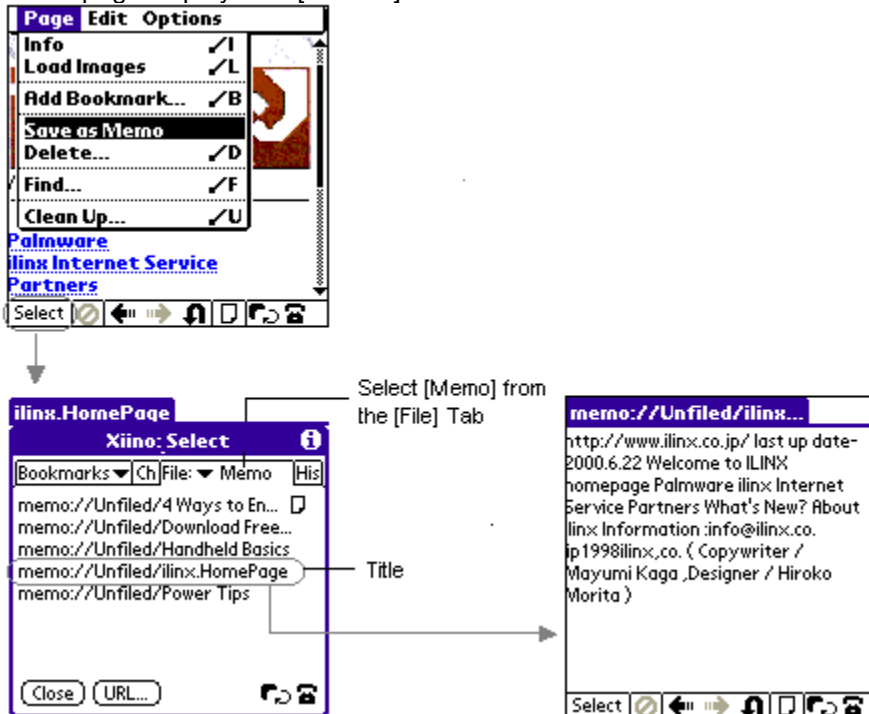 Page Edit Options
Info ✓I
Load Images ✓L
Add Bookmark... ✓B
Save as Memo
Delete... ✓D
Find... ✓F
Clean Up... ✓U
Palmware
ilinx Internet Service
Partners
Select
Select [Memo] from
the [File] Tab
ilinx.HomePage
Xiino: Select
Bookmarks Ch File: Memo His
memo://Unfiled/4 Ways to En...
memo://Unfiled/Download Free...
memo://Unfiled/Handheld Basics
memo://Unfiled/ilinx.HomePage
memo://Unfiled/Power Tips
Title
Close URL...
memo://Unfiled/ilinx...
http://www.ilinx.co.jp/ last up date-
2000.6.22 Welcome to ILINX
homepage Palmware ilinx Internet
Service Partners What's New? About
ilinx Information :info@ilinx.co.
jp1998ilinx,co. ( Copywriter /
Mayumi Kaga ,Designer / Hiroko
Morita )
Select